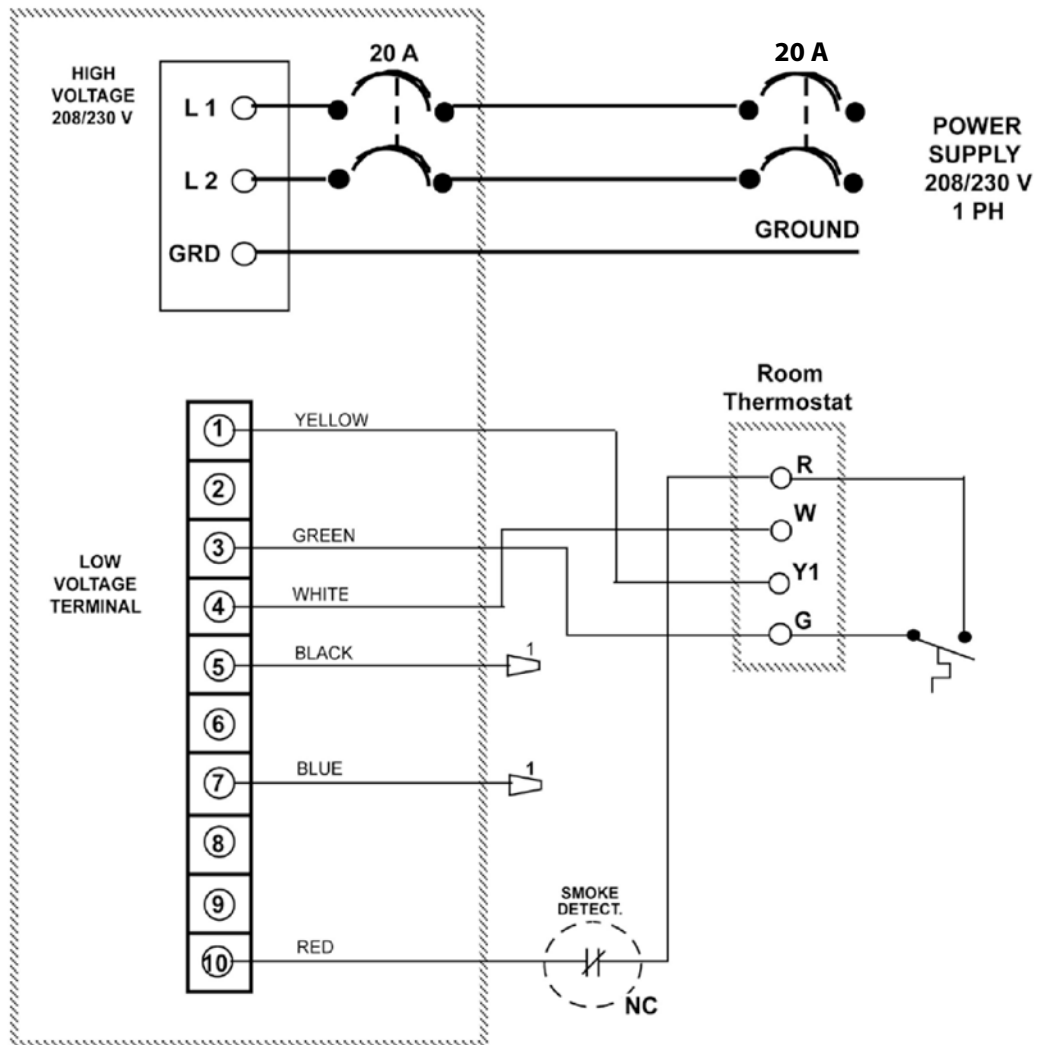 20 A
20 A
HIGH
VOLTAGE
208/230 V
L 1
L 2
GRD
GROUND
POWER
SUPPLY
208/230 V
1 PH
Room
Thermostat
R
W
Y1
G
LOW
VOLTAGE
TERMINAL
1
YELLOW
2
3
GREEN
4
WHITE
5
BLACK
1
6
7
BLUE
1
8
9
10
RED
SMOKE
DETECT.
NC